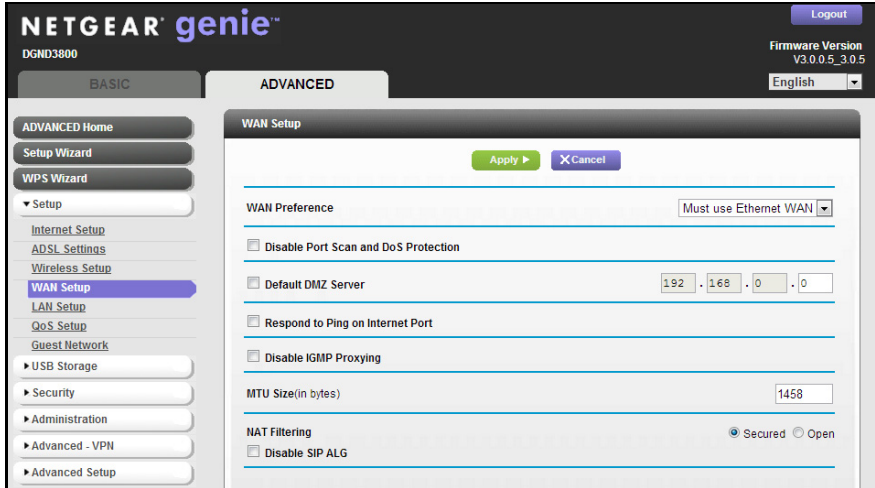 NETGEAR® genie™
Logout
DGND3800
Firmware Version
V3.0.0.5_3.0.5
BASIC
ADVANCED
English
ADVANCED Home
Setup Wizard
WPS Wizard
Setup
Internet Setup
ADSL Settings
Wireless Setup
WAN Setup
LAN Setup
QoS Setup
Guest Network
USB Storage
Security
Administration
Advanced - VPN
Advanced Setup
WAN Setup
Apply XCancel
WAN Preference Must use Ethernet WAN
Disable Port Scan and DoS Protection
Default DMZ Server 192 . 168 . 0 . 0
Respond to Ping on Internet Port
Disable IGMP Proxying
MTU Size(in bytes) 1458
NAT Filtering Secured Open
Disable SIP ALG